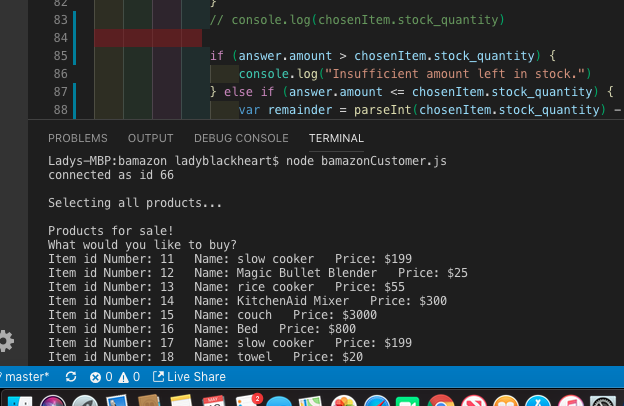 82 }
83 // console.log(chosenItem.stock_quantity)
84
85 if (answer.amount > chosenItem.stock_quantity) {
86 console.log("Insufficient amount left in stock.")
87 } else if (answer.amount <= chosenItem.stock_quantity) {
88 var remainder = parseInt(chosenItem.stock_quantity) -
PROBLEMS OUTPUT DEBUG CONSOLE TERMINAL
Ladys-MBP:bamazon ladyblackheart$ node bamazonCustomer.js
connected as id 66
Selecting all products...
Products for sale!
What would you like to buy?
Item id Number: 11 Name: slow cooker Price: $199
Item id Number: 12 Name: Magic Bullet Blender Price: $25
Item id Number: 13 Name: rice cooker Price: $55
Item id Number: 14 Name: KitchenAid Mixer Price: $300
Item id Number: 15 Name: couch Price: $3000
Item id Number: 16 Name: Bed Price: $800
Item id Number: 17 Name: slow cooker Price: $199
Item id Number: 18 Name: towel Price: $20
master* 0 0 Live Share
2